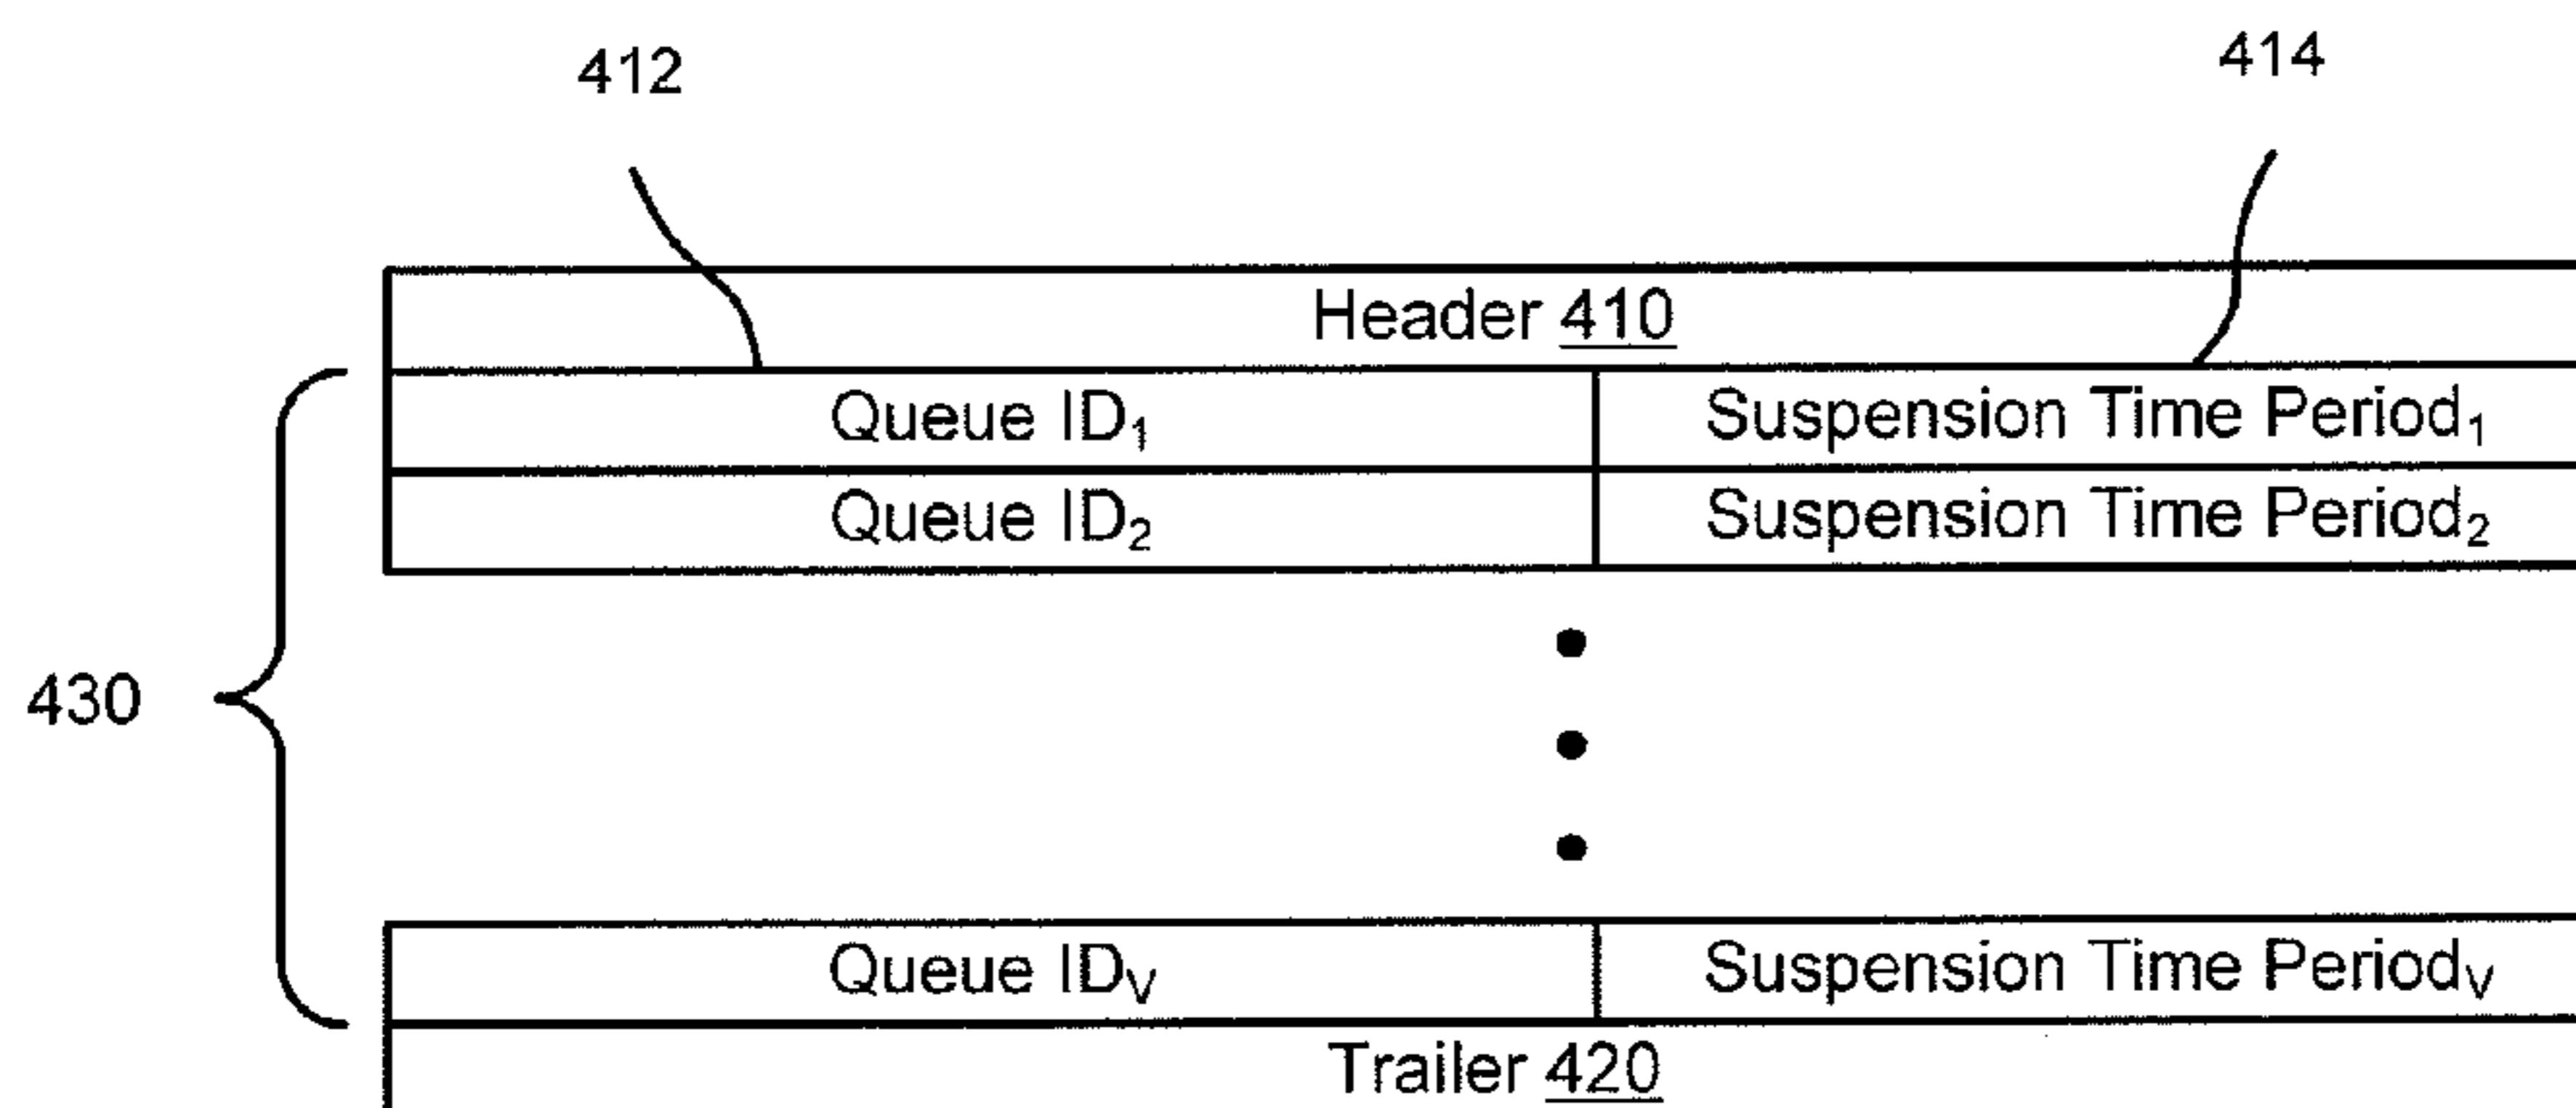 412
414
Header 410
Queue ID₁ Suspension Time Period₁
Queue ID₂ Suspension Time Period₂
430
Queue IDᵥ Suspension Time Periodᵥ
Trailer 420